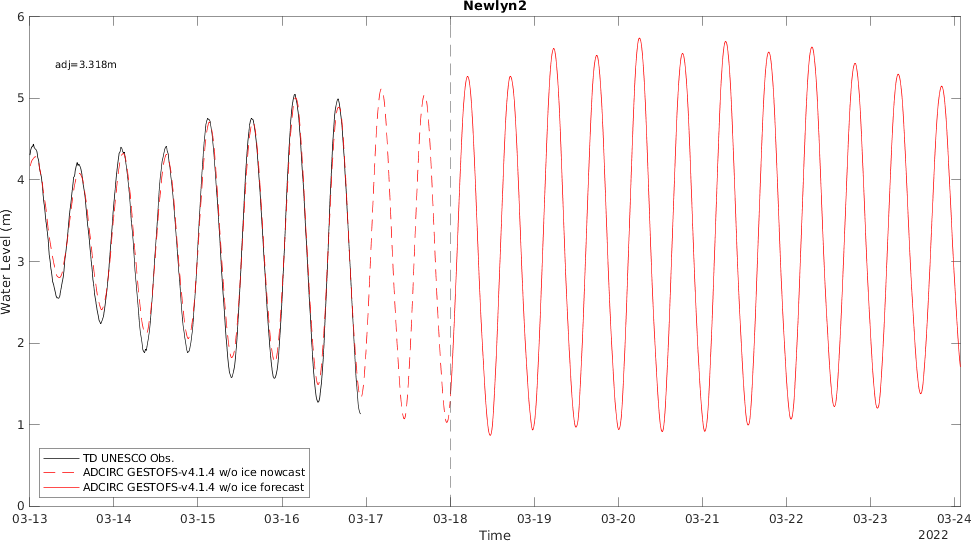 Newlyn2
6
adj=3.318m
5
4
3
2
1
0
Water Level (m)
TD UNESCO Obs.
ADCIRC GESTOFS-v4.1.4 w/o ice nowcast
ADCIRC GESTOFS-v4.1.4 w/o ice forecast
03-13 03-14 03-15 03-16 03-17 03-18 03-19 03-20 03-21 03-22 03-23 03-24
Time
2022